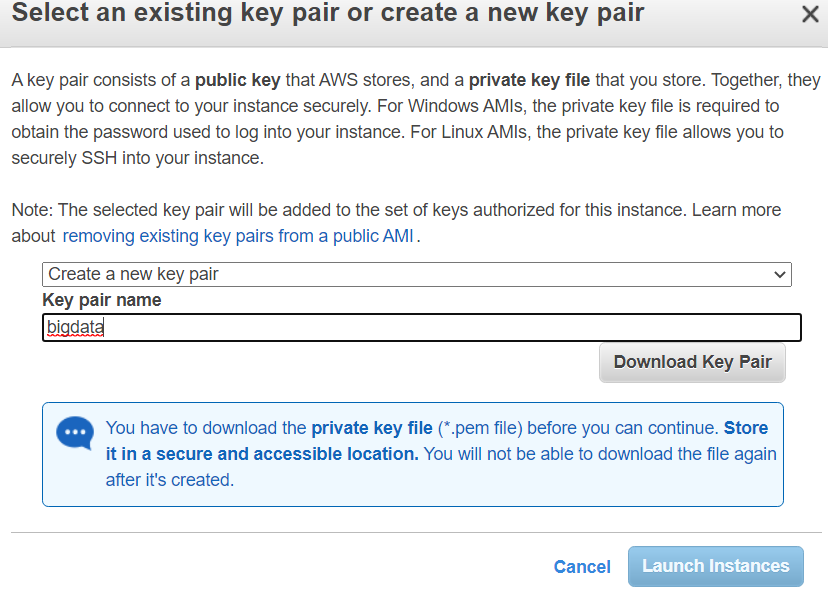 Select an existing key pair or create a new key pair
A key pair consists of a public key that AWS stores, and a private key file that you store. Together, they
allow you to connect to your instance securely. For Windows AMIs, the private key file is required to
obtain the password used to log into your instance. For Linux AMIs, the private key file allows you to
securely SSH into your instance.
Note: The selected key pair will be added to the set of keys authorized for this instance. Learn more
about removing existing key pairs from a public AMI.
Create a new key pair
Key pair name
bigdata
Download Key Pair
You have to download the private key file (*.pem file) before you can continue. Store
it in a secure and accessible location. You will not be able to download the file again
after it's created.
Cancel Launch Instances